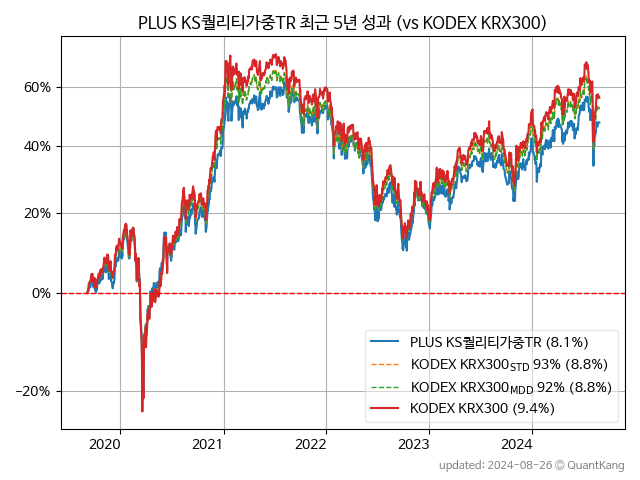 PLUS KS퀄리티가중TR 최근 5년 성과 (vs KODEX KRX300)
60%
40%
20%
0%
−20%
PLUS KS퀄리티가중TR (8.1%)
KODEX KRX300STD 93% (8.8%)
KODEX KRX300MDD 92% (8.8%)
KODEX KRX300 (9.4%)
2020 2021 2022 2023 2024
updated: 2024-08-26 © QuantKang